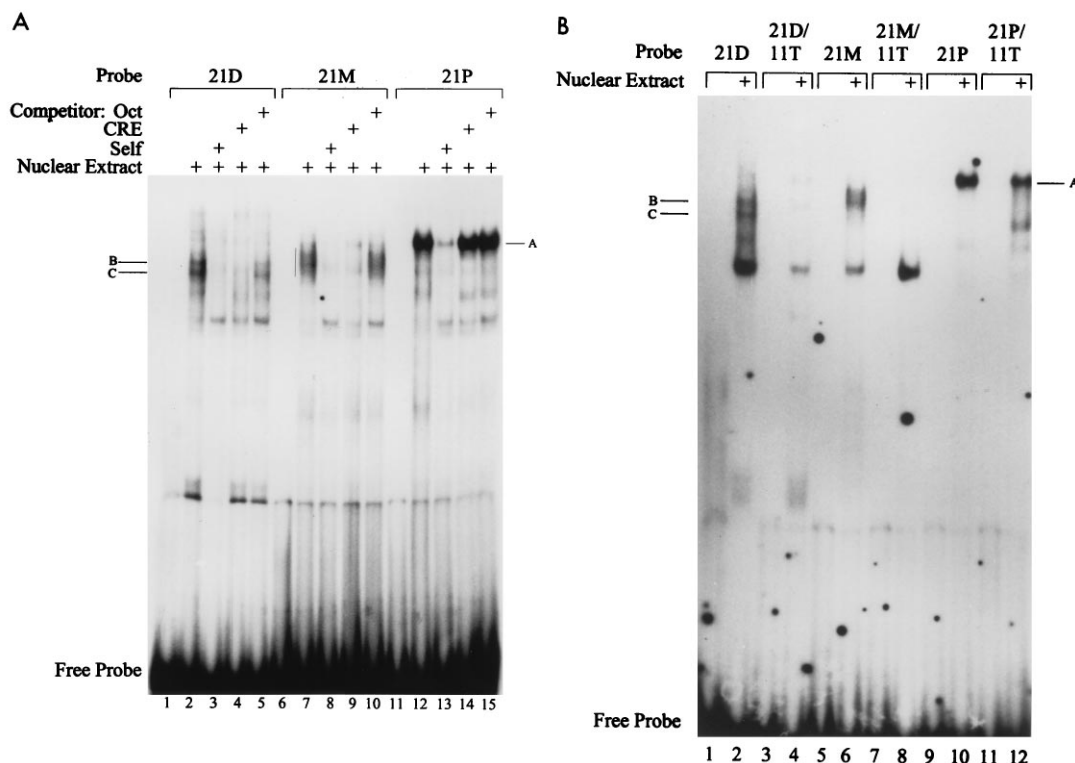 A
Probe 21D 21M 21P
Competitor: Oct + + +
CRE + + +
Self + + +
Nuclear Extract + + + + + + + + + + + +
B
C
A
Free Probe
1 2 3 4 5 6 7 8 9 10 11 12 13 14 15
B
Probe 21D 21D/11T 21M 21M/11T 21P 21P/11T
Nuclear Extract + + + + + +
B
C
A
Free Probe
1 2 3 4 5 6 7 8 9 10 11 12